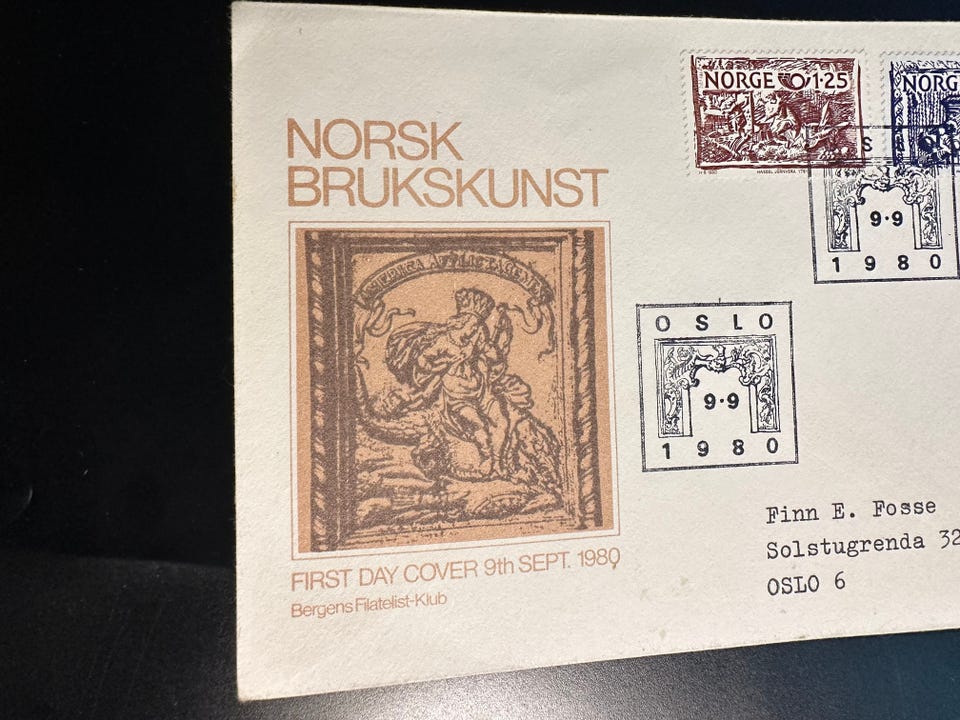 NORSK
BRUKSKUNST
FIRST DAY COVER 9th SEPT. 1980
Bergens Filatelist-Klub
NORGE 1·25
NORG
OSLO
9·9
1980
9·9
1980
Finn E. Fosse
Solstugrenda 32
OSLO 6